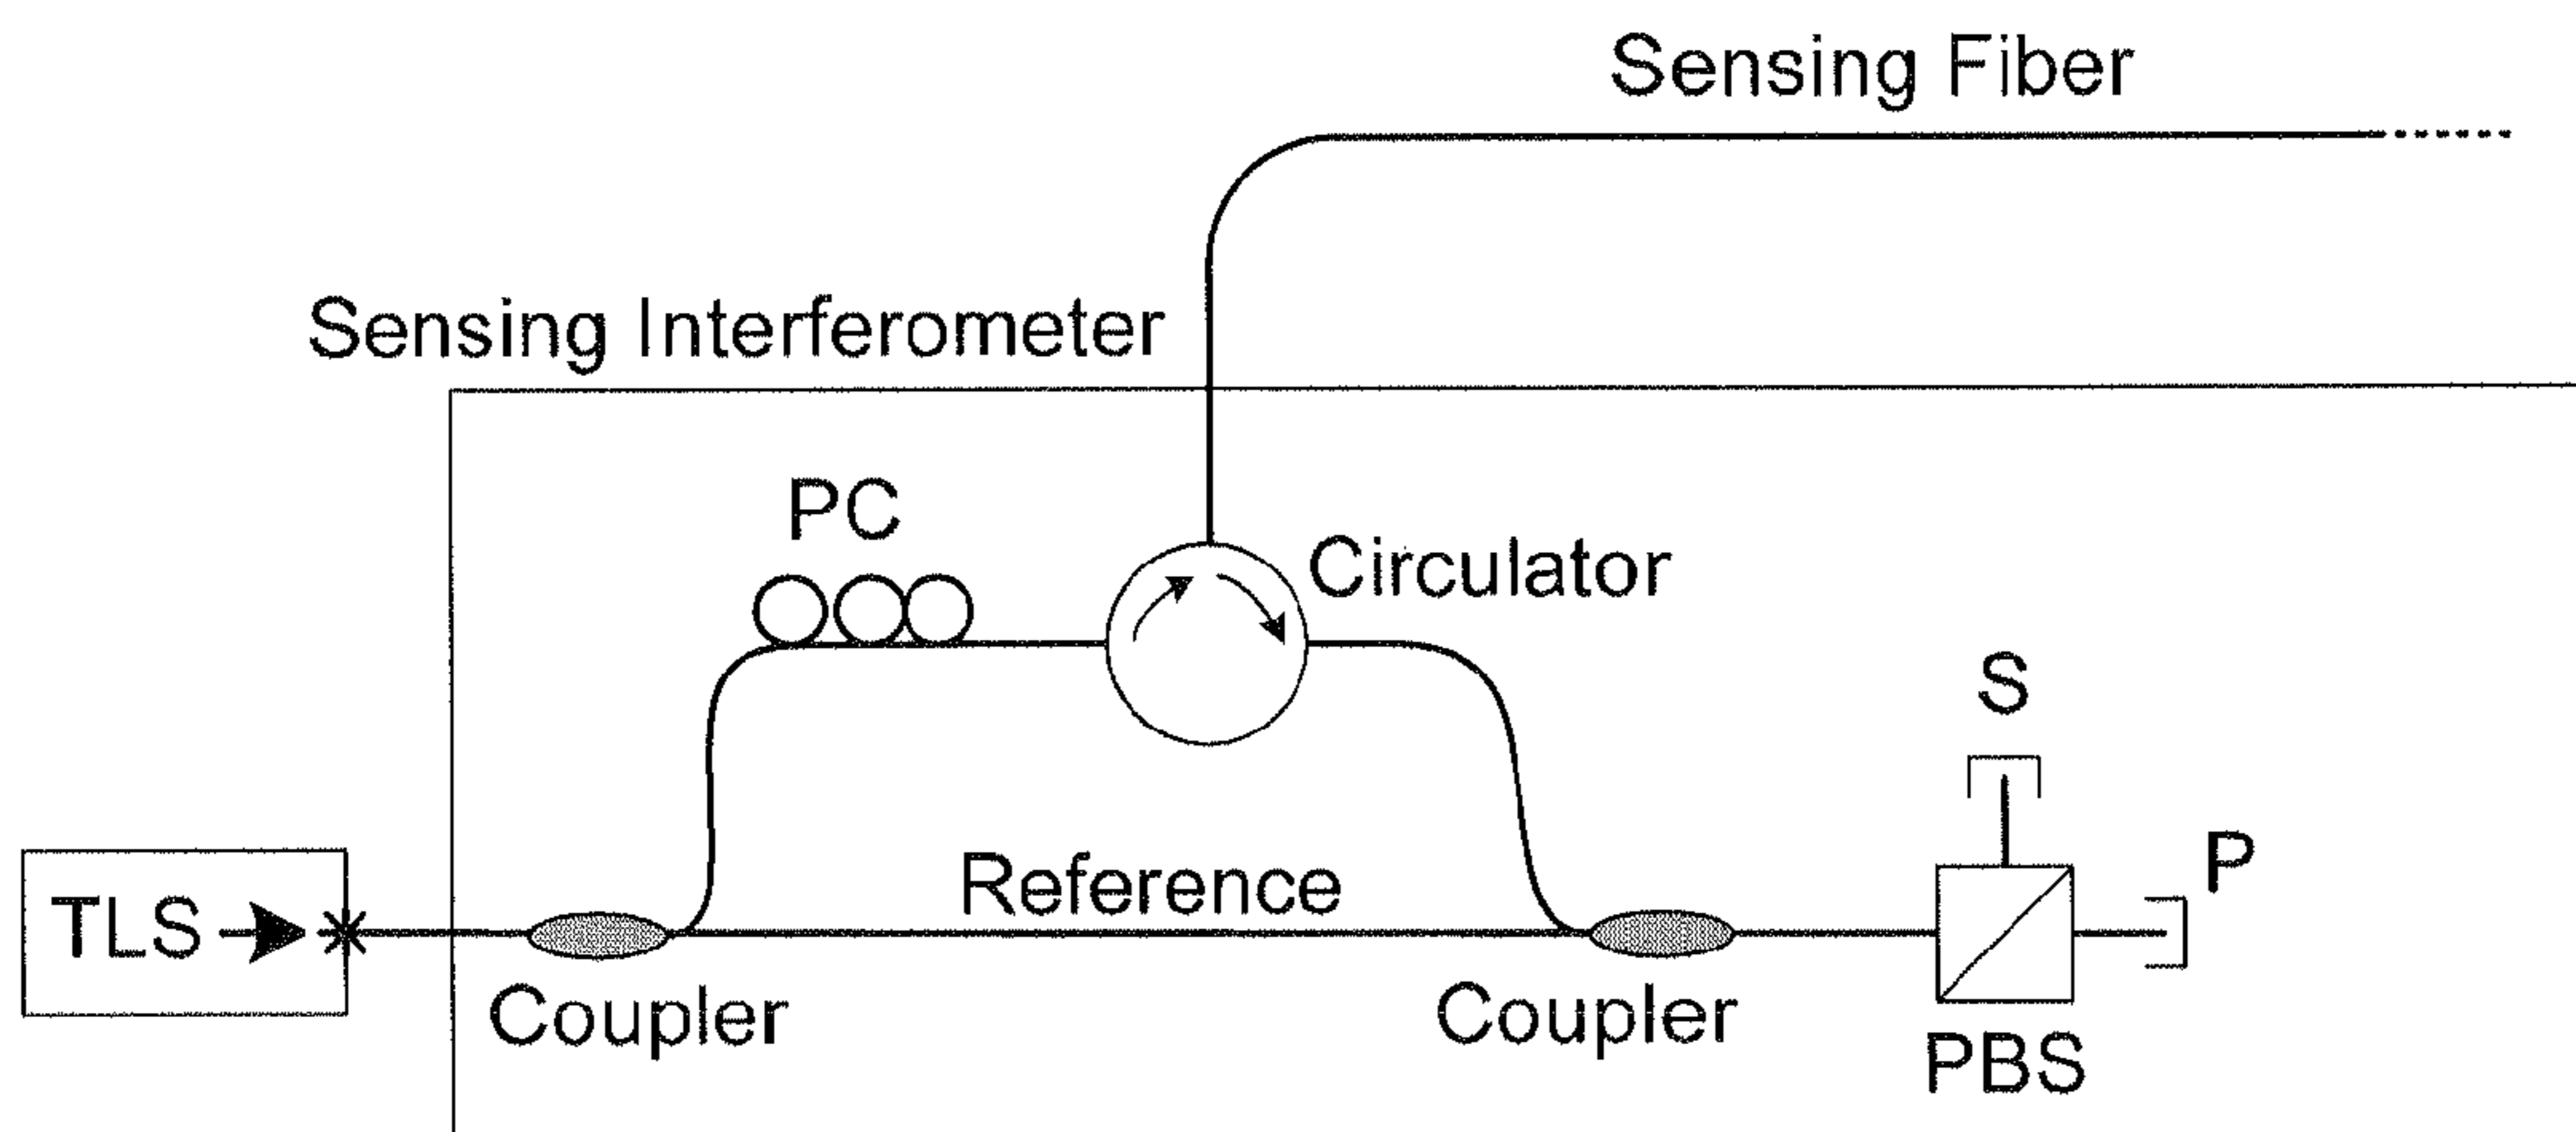 Sensing Fiber
Sensing Interferometer
PC
Circulator
S
P
Reference
TLS
Coupler
Coupler
PBS